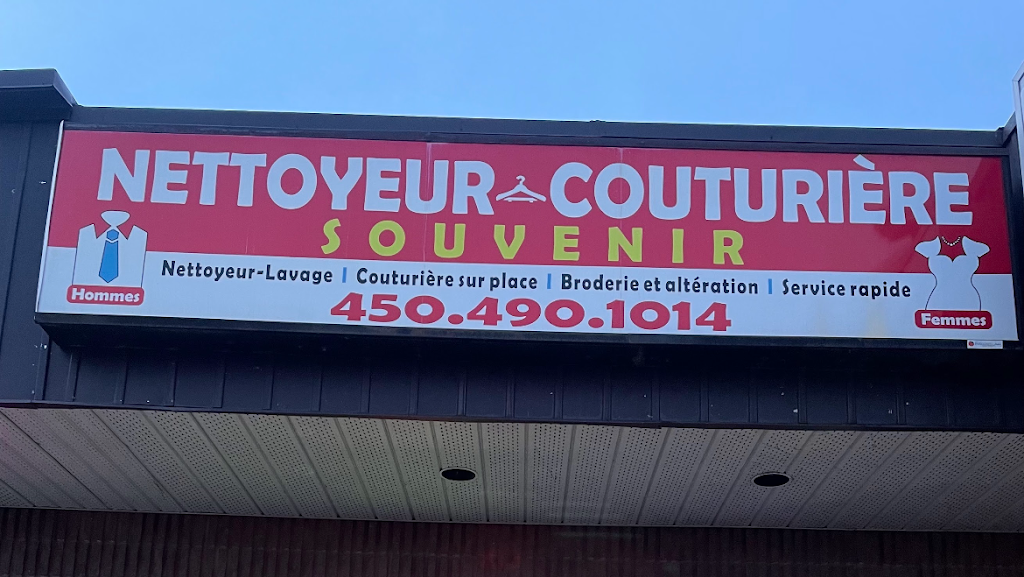 NETTOYEUR COUTURIÈRE
SOUVENIR
Nettoyeur-Lavage | Couturière sur place | Broderie et altération | Service rapide
Hommes
450.490.1014
Femmes